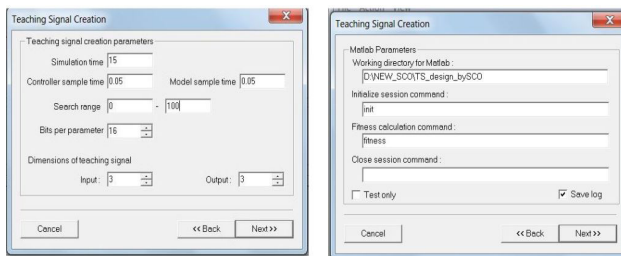 Teaching Signal Creation
X
Teaching signal creation parameters
Simulation time 15
Controller sample time 0.05 Model sample time 0.05
Search range 0 - 100
Bits per parameter 16
Dimensions of teaching signal
Input: 3 Output: 3
Cancel << Back Next >>
Teaching Signal Creation
X
Matlab Parameters
Working directory for Matlab :
D:\NEW_SCO\TS_design_bySCO
Initialize session command :
init
Fitness calculation command :
fitness
Close session command :
Test only Save log
Cancel << Back Next >>